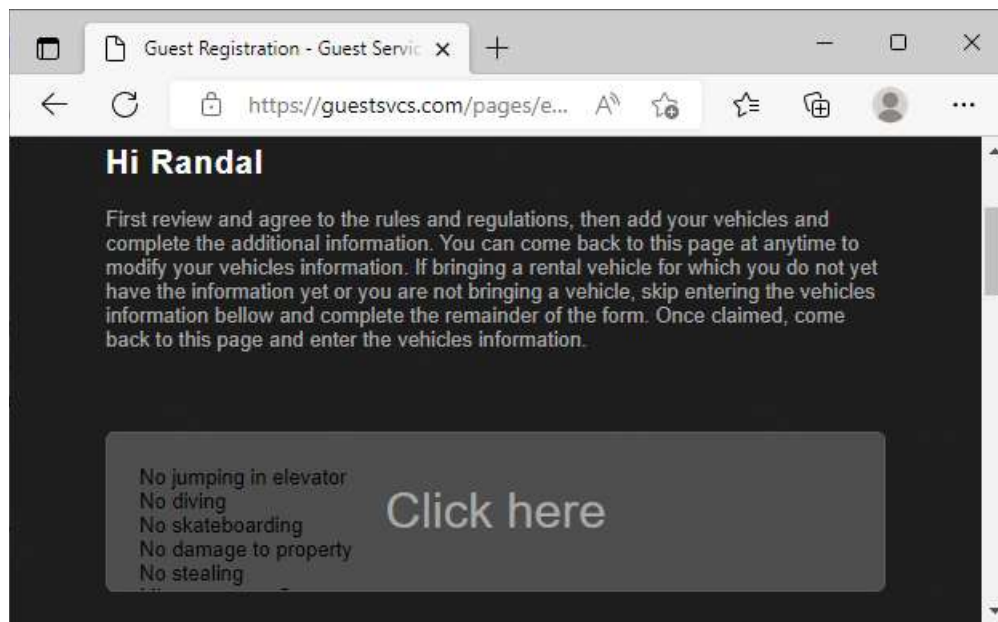 Guest Registration - Guest Servic
https://guestsvcs.com/pages/e...
Hi Randal
First review and agree to the rules and regulations, then add your vehicles and
complete the additional information. You can come back to this page at anytime to
modify your vehicles information. If bringing a rental vehicle for which you do not yet
have the information yet or you are not bringing a vehicle, skip entering the vehicles
information bellow and complete the remainder of the form. Once claimed, come
back to this page and enter the vehicles information.
No jumping in elevator
No diving
Click here
No skateboarding
No damage to property
No stealing